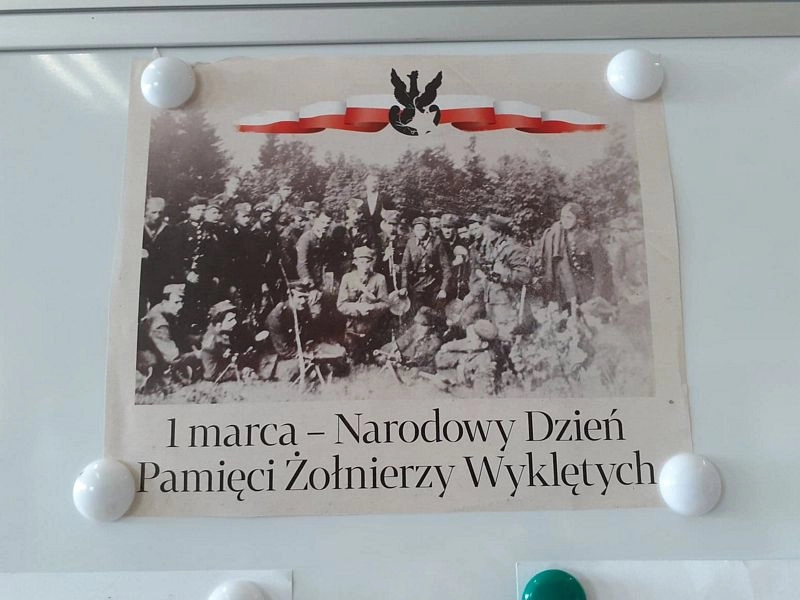 1 marca – Narodowy Dzień
Pamięci Żołnierzy Wyklętych